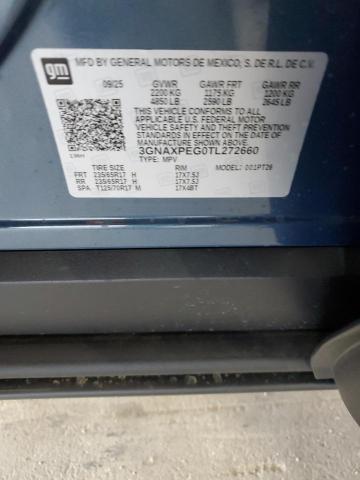 gm
MFD BY GENERAL MOTORS DE MEXICO, S. DE R.L. DE C.V.
09/25 GVWR GAWR FRT GAWR RR
2200 KG 1175 KG 1200 KG
4850 LB 2590 LB 2645 LB
THIS VEHICLE CONFORMS TO ALL
APPLICABLE U.S. FEDERAL MOTOR
VEHICLE SAFETY, BUMPER, AND THEFT
PREVENTION STANDARDS IN EFFECT ON
THE DATE OF MANUFACTURE SHOWN ABOVE.
3GNAXPEG0TL272660
TYPE: MPV MODEL: 001PT26
TIRE SIZE RIM
FRT 235/65R17 H 17X7.5J
RR 235/65R17 H 17X7.5J
SPA T125/70R17 M 17X4BT